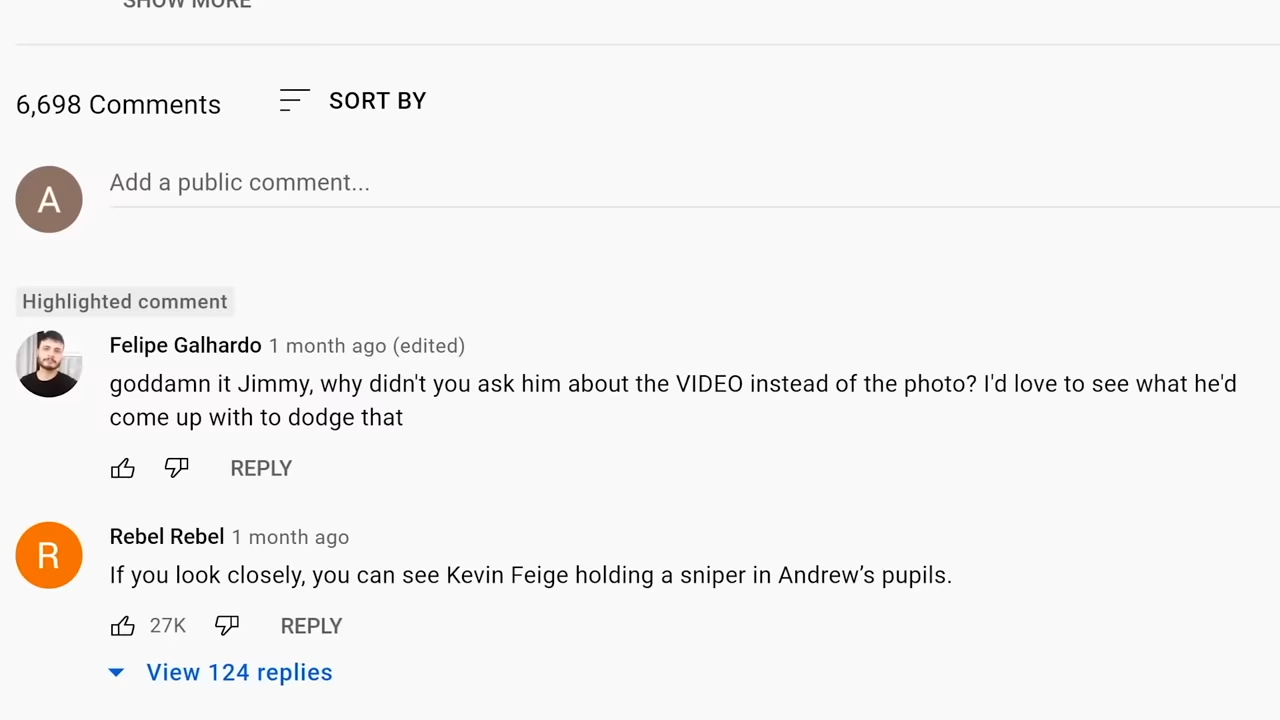 SHOW MORE
6,698 Comments
SORT BY
A
Add a public comment...
Highlighted comment
Felipe Galhardo 1 month ago (edited)
goddamn it Jimmy, why didn't you ask him about the VIDEO instead of the photo? I'd love to see what he'd
come up with to dodge that
REPLY
R
Rebel Rebel 1 month ago
If you look closely, you can see Kevin Feige holding a sniper in Andrew’s pupils.
27K
REPLY
View 124 replies